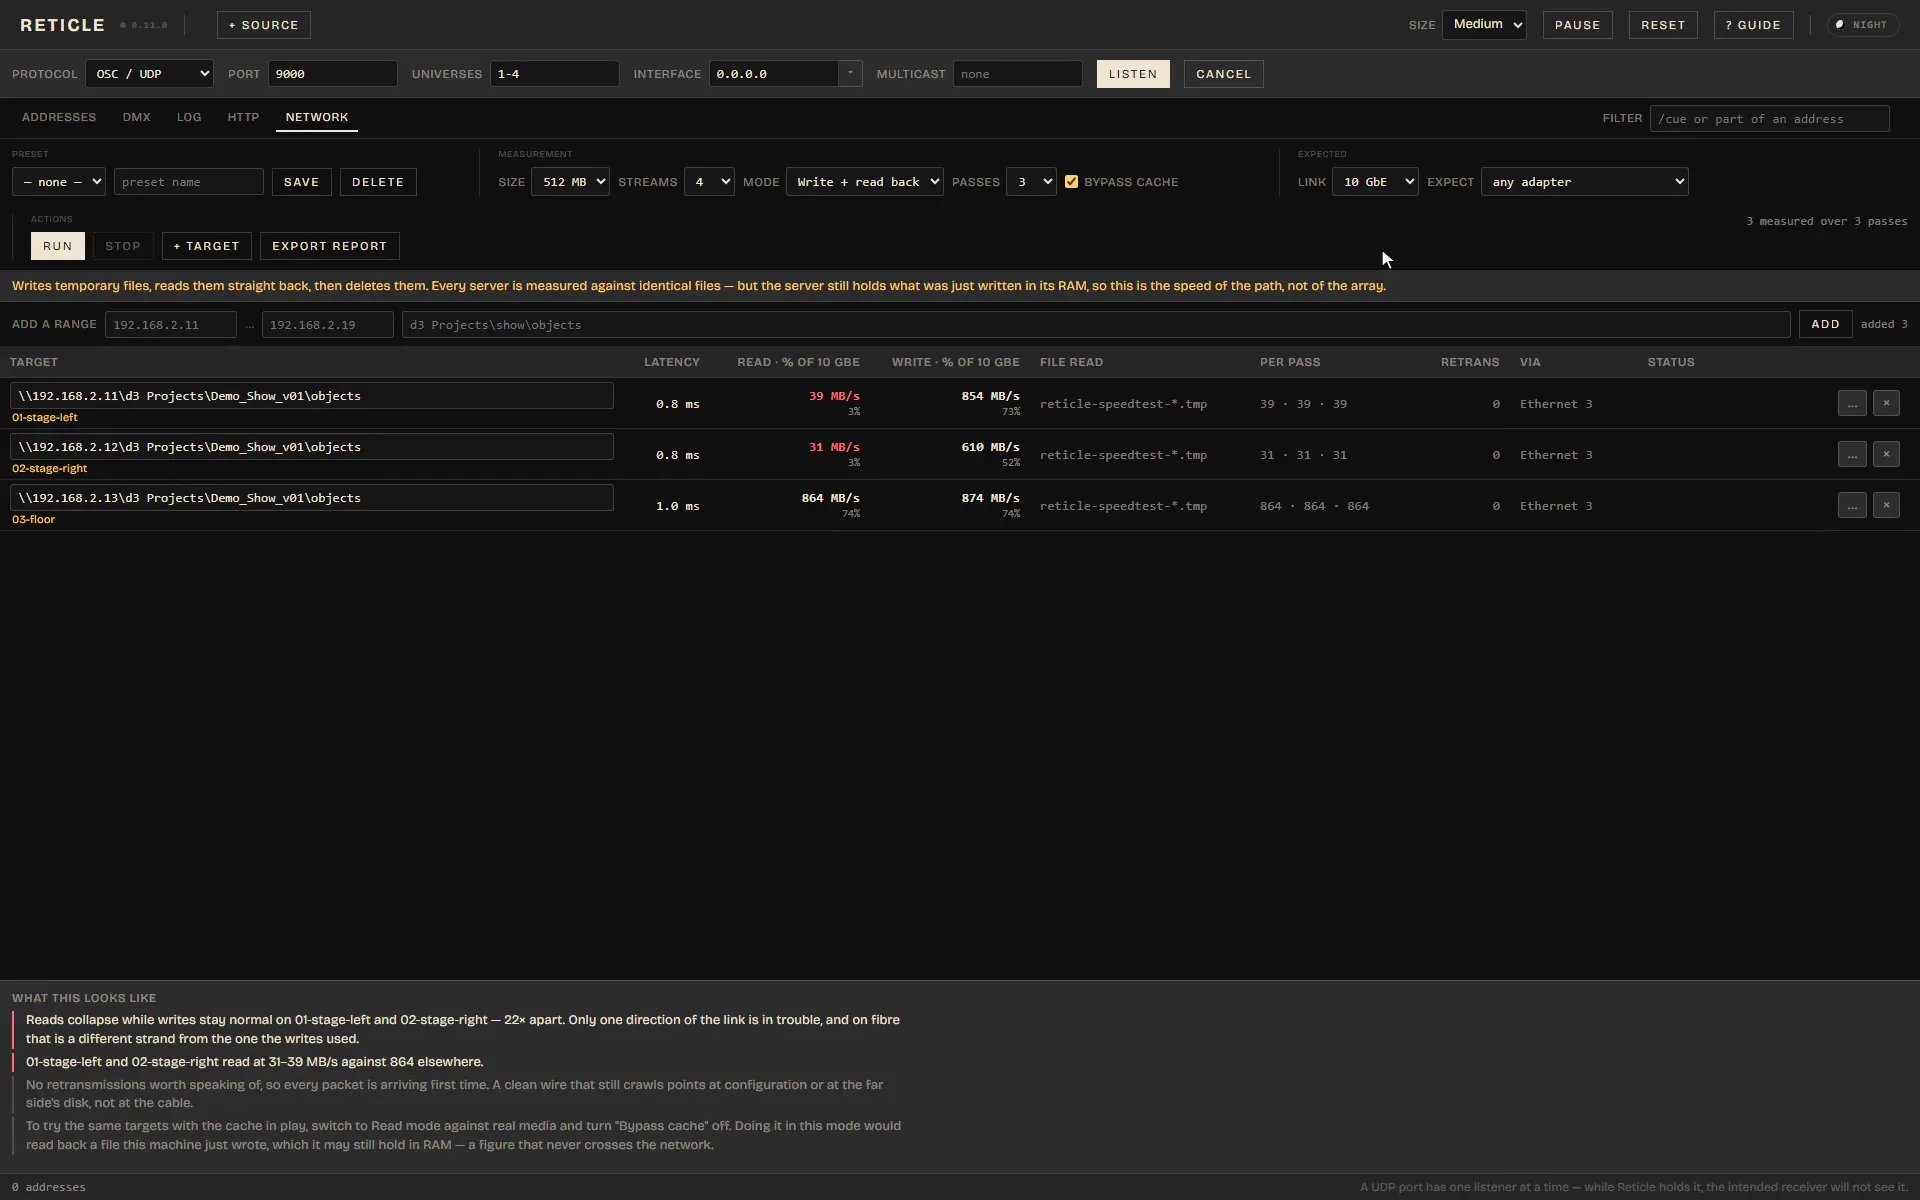 RETICLE 6.11.0 + SOURCE SIZE Medium PAUSE RESET ? GUIDE NIGHT
PROTOCOL OSC / UDP PORT 9000 UNIVERSES 1-4 INTERFACE 0.0.0.0 MULTICAST none LISTEN CANCEL
ADDRESSES DMX LOG HTTP NETWORK FILTER /cue or part of an address
PRESET MEASUREMENT EXPECTED
— none — preset name SAVE DELETE SIZE 512 MB STREAMS 4 MODE Write + read back PASSES 3 BYPASS CACHE LINK 10 GbE EXPECT any adapter
ACTIONS 3 measured over 3 passes
RUN STOP + TARGET EXPORT REPORT
Writes temporary files, reads them straight back, then deletes them. Every server is measured against identical files — but the server still holds what was just written in its RAM, so this is the speed of the path, not of the array.
ADD A RANGE 192.168.2.11 … 192.168.2.19 d3 Projects\show\objects ADD added 3
TARGET LATENCY READ · % OF 10 GBE WRITE · % OF 10 GBE FILE READ PER PASS RETRANS VIA STATUS
\\192.168.2.11\d3 Projects\Demo_Show_v01\objects 0.8 ms 39 MB/s 854 MB/s reticle-speedtest-*.tmp 39 · 39 · 39 0 Ethernet 3 … ×
01-stage-left 3% 73%
\\192.168.2.12\d3 Projects\Demo_Show_v01\objects 0.8 ms 31 MB/s 610 MB/s reticle-speedtest-*.tmp 31 · 31 · 31 0 Ethernet 3 … ×
02-stage-right 3% 52%
\\192.168.2.13\d3 Projects\Demo_Show_v01\objects 1.0 ms 864 MB/s 874 MB/s reticle-speedtest-*.tmp 864 · 864 · 864 0 Ethernet 3 … ×
03-floor 74% 74%
WHAT THIS LOOKS LIKE
Reads collapse while writes stay normal on 01-stage-left and 02-stage-right — 22× apart. Only one direction of the link is in trouble, and on fibre
that is a different strand from the one the writes used.
01-stage-left and 02-stage-right read at 31–39 MB/s against 864 elsewhere.
No retransmissions worth speaking of, so every packet is arriving first time. A clean wire that still crawls points at configuration or at the far
side's disk, not at the cable.
To try the same targets with the cache in play, switch to Read mode against real media and turn "Bypass cache" off. Doing it in this mode would
read back a file this machine just wrote, which it may still hold in RAM — a figure that never crosses the network.
0 addresses A UDP port has one listener at a time — while Reticle holds it, the intended receiver will not see it.